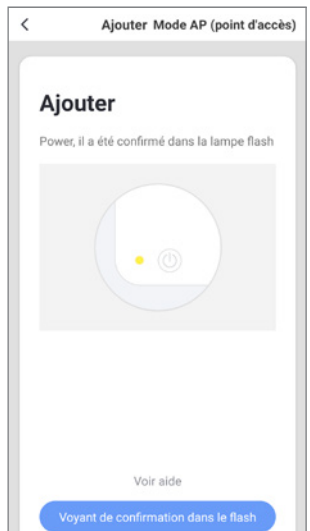 Ajouter Mode AP (point d'accès)
Ajouter
Power, il a été confirmé dans la lampe flash
Voir aide
Voyant de confirmation dans le flash